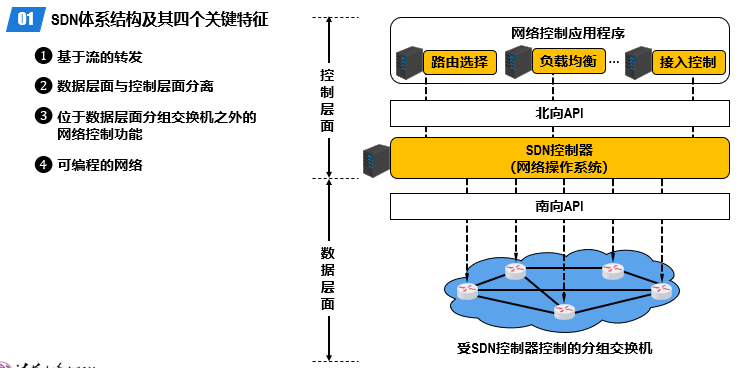 01 SDN体系结构及其四个关键特征
1 基于流的转发
2 数据层面与控制层面分离
3 位于数据层面分组交换机之外的
网络控制功能
4 可编程的网络
控制层面
数据层面
网络控制应用程序
路由选择 负载均衡 ... 接入控制
北向API
SDN控制器
（网络操作系统）
南向API
受SDN控制器控制的分组交换机